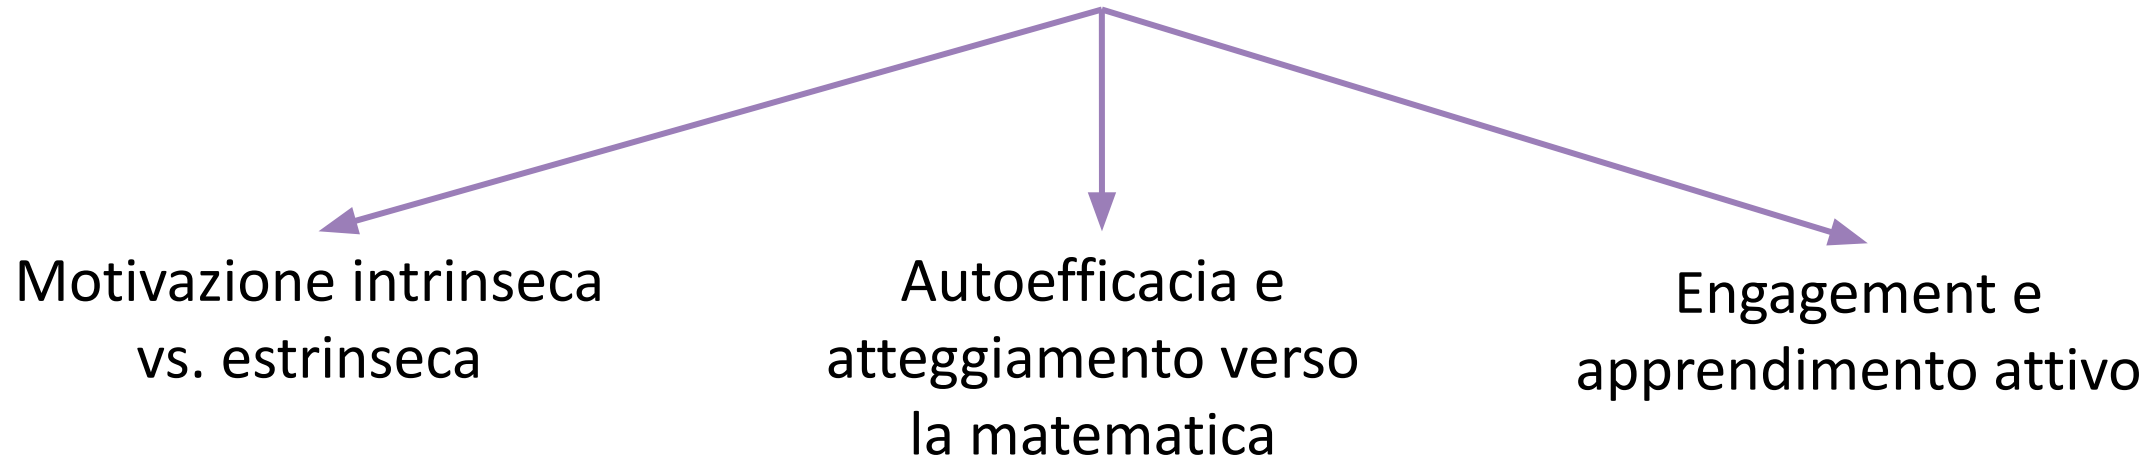 Motivazione intrinseca
vs. estrinseca
Autoefficacia e
atteggiamento verso
la matematica
Engagement e
apprendimento attivo